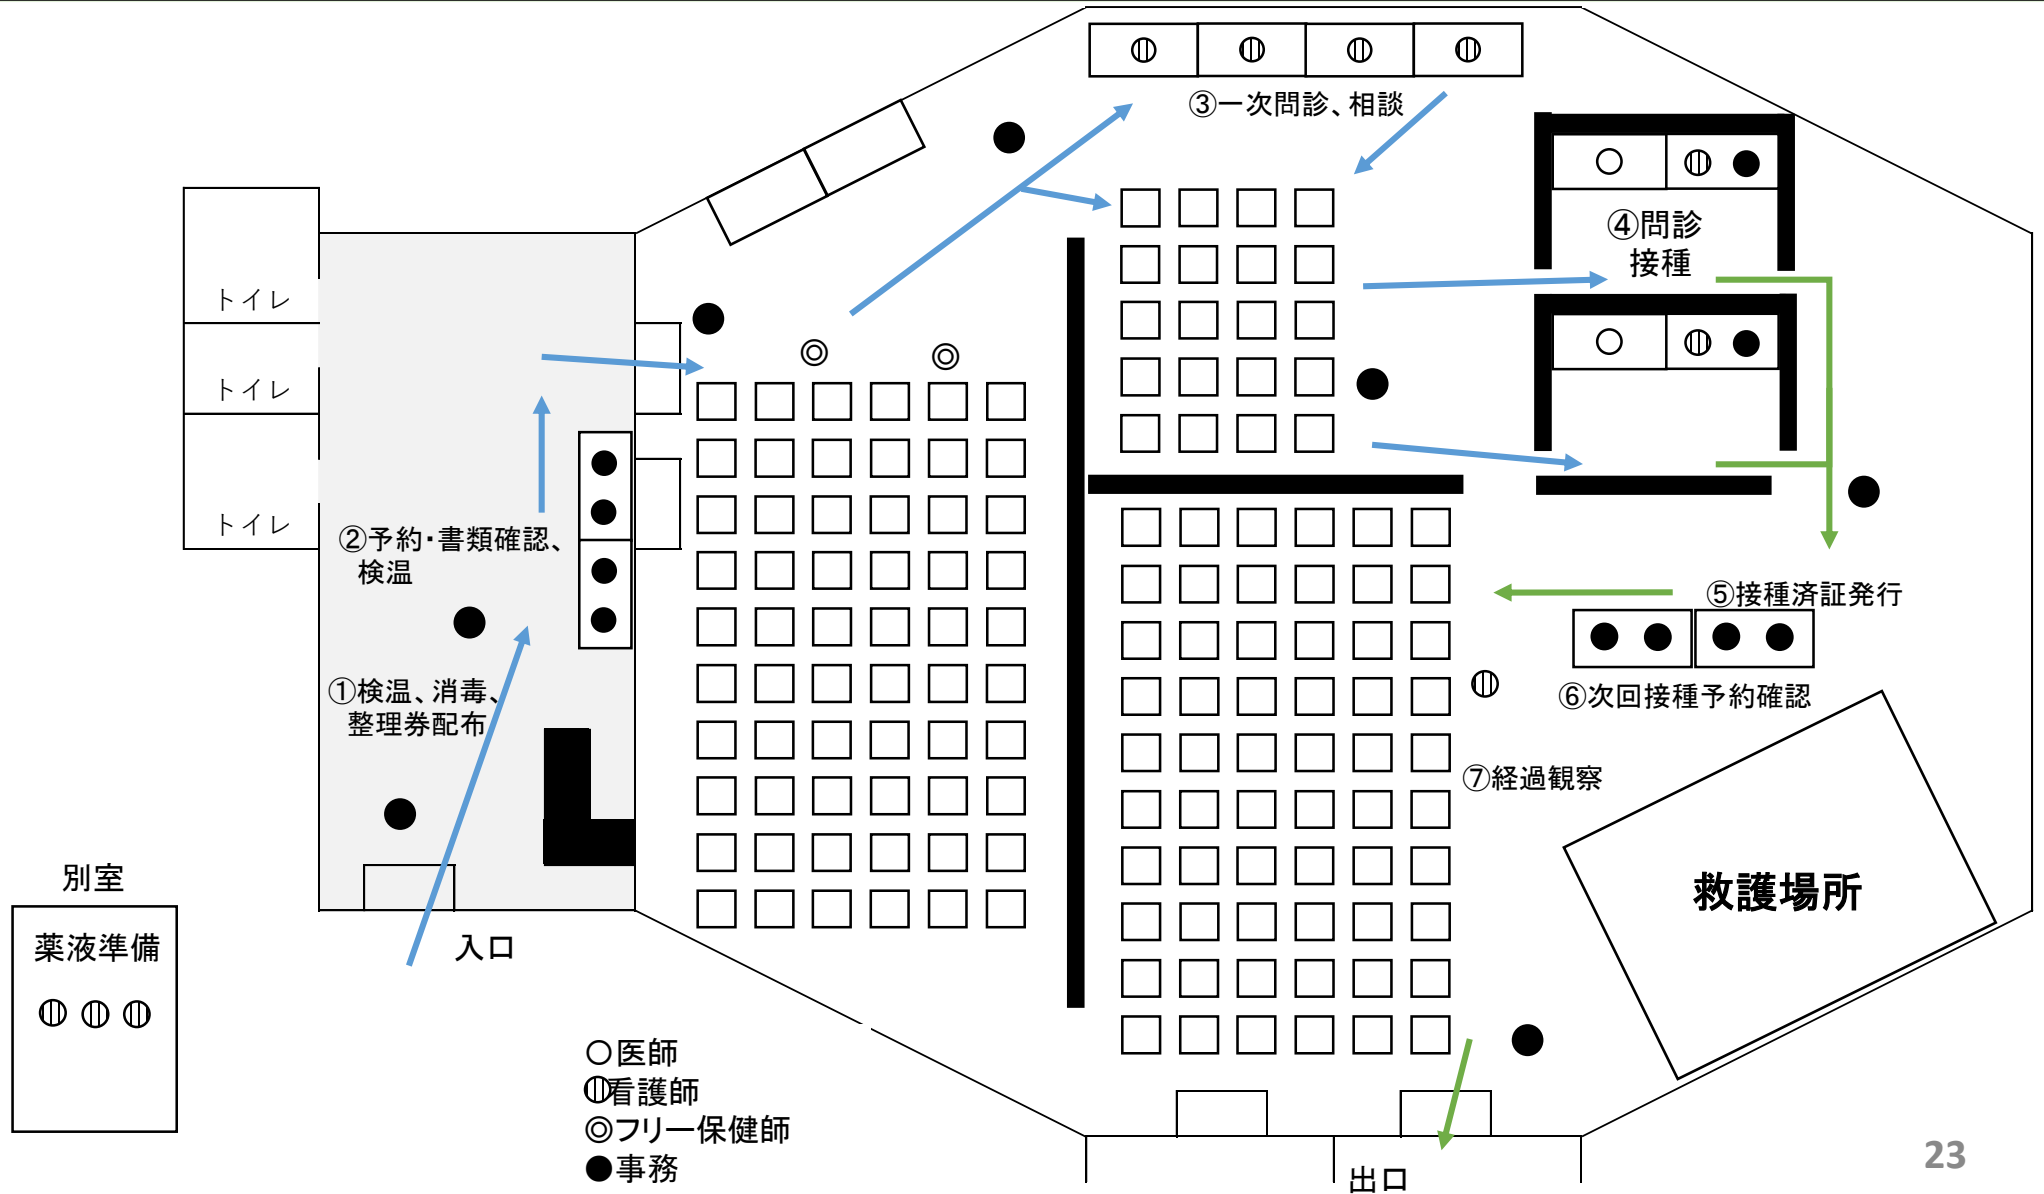 ③一次問診、相談
④問診
接種
トイレ
トイレ
トイレ
②予約・書類確認、
検温
①検温、消毒、
整理券配布
⑤接種済証発行
⑥次回接種予約確認
⑦経過観察
救護場所
別室
薬液準備
入口
○医師
看護師
◎フリー保健師
●事務
出口
23